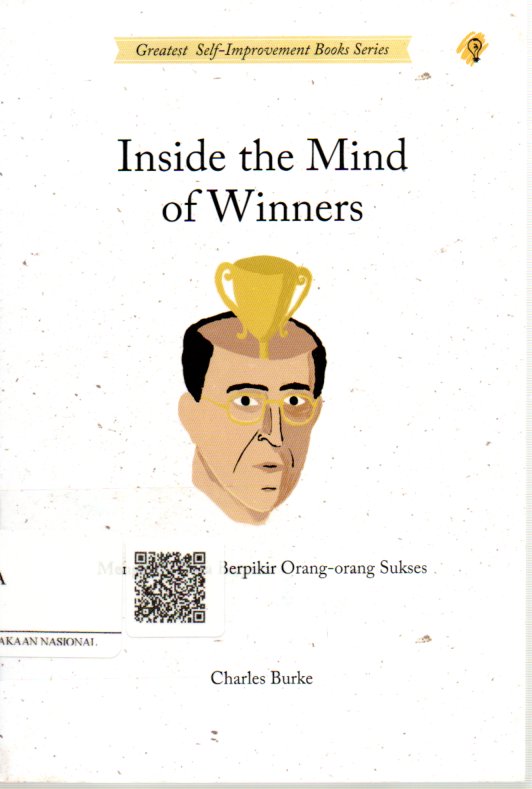 Greatest Self-Improvement Books Series
Inside the Mind
of Winners
Berpikir Orang-orang Sukses
A
AKAAN NASIONAL
Charles Burke